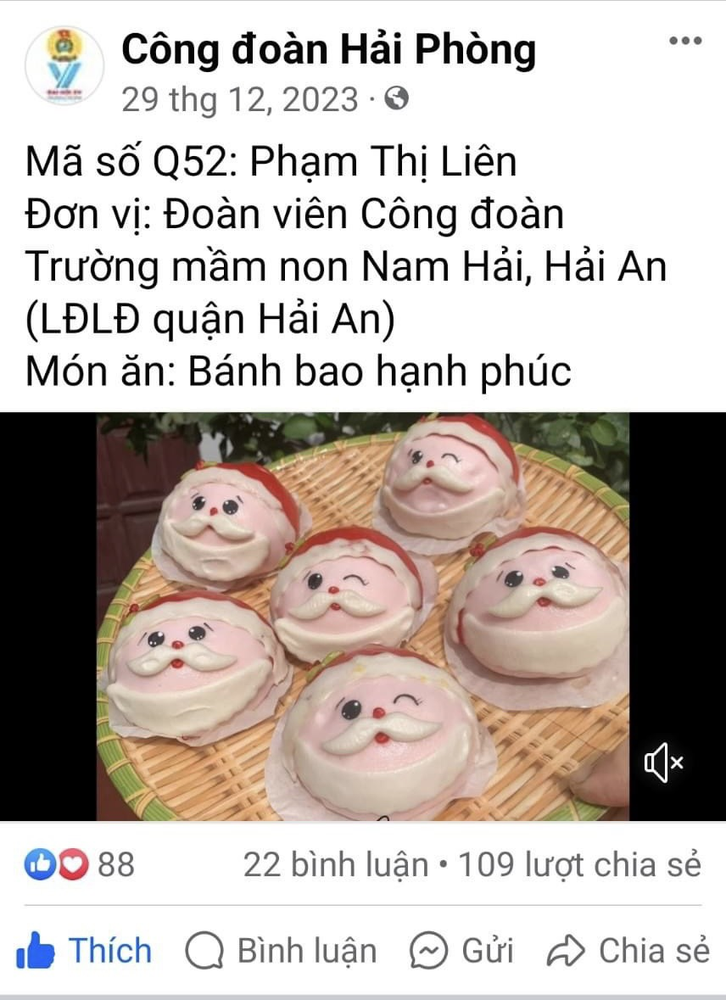 Công đoàn Hải Phòng
29 thg 12, 2023 ·
Mã số Q52: Phạm Thị Liên
Đơn vị: Đoàn viên Công đoàn
Trường mầm non Nam Hải, Hải An
(LĐLĐ quận Hải An)
Món ăn: Bánh bao hạnh phúc
88 22 bình luận • 109 lượt chia sẻ
Thích Bình luận Gửi Chia sẻ